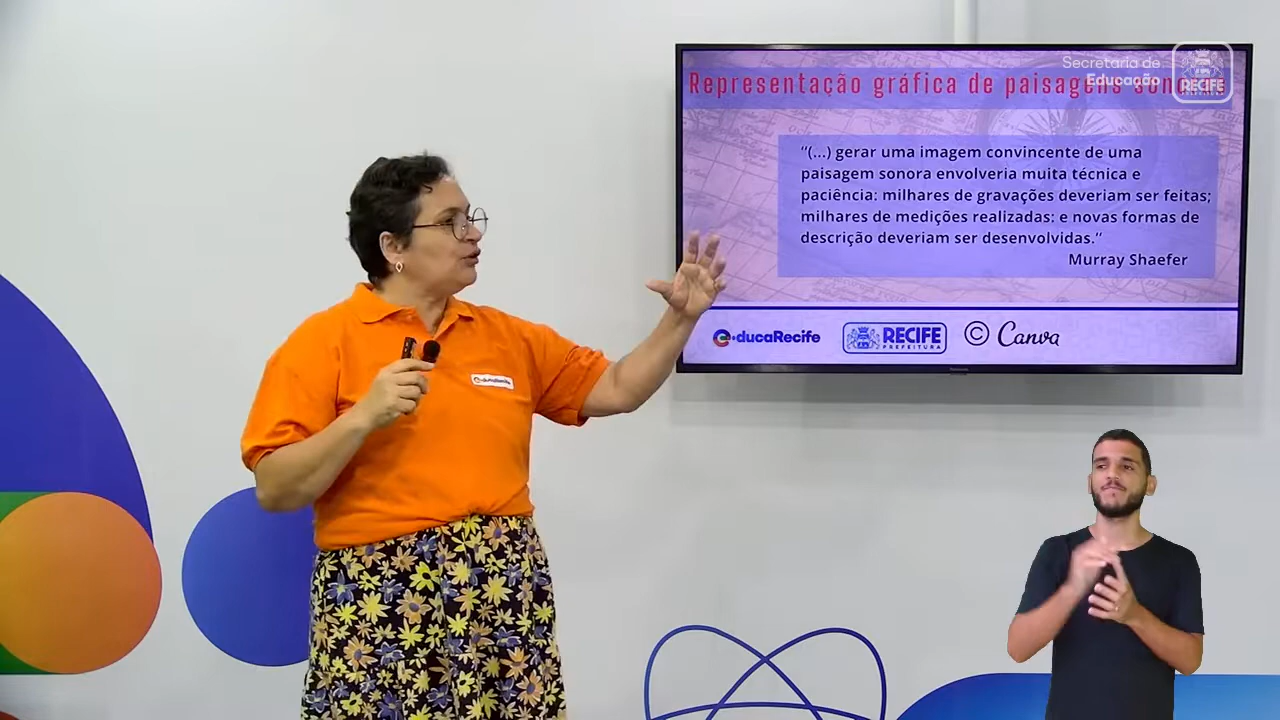 Secretaria de
Educação
RECIFE
PREFEITURA
Representação gráfica de paisagens
“(...) gerar uma imagem convincente de uma
paisagem sonora envolveria muita técnica e
paciência: milhares de gravações deveriam ser feitas;
milhares de medições realizadas: e novas formas de
descrição deveriam ser desenvolvidas.”
Murray Shaefer
e•ducaRecife
RECIFE
PREFEITURA
© Canva